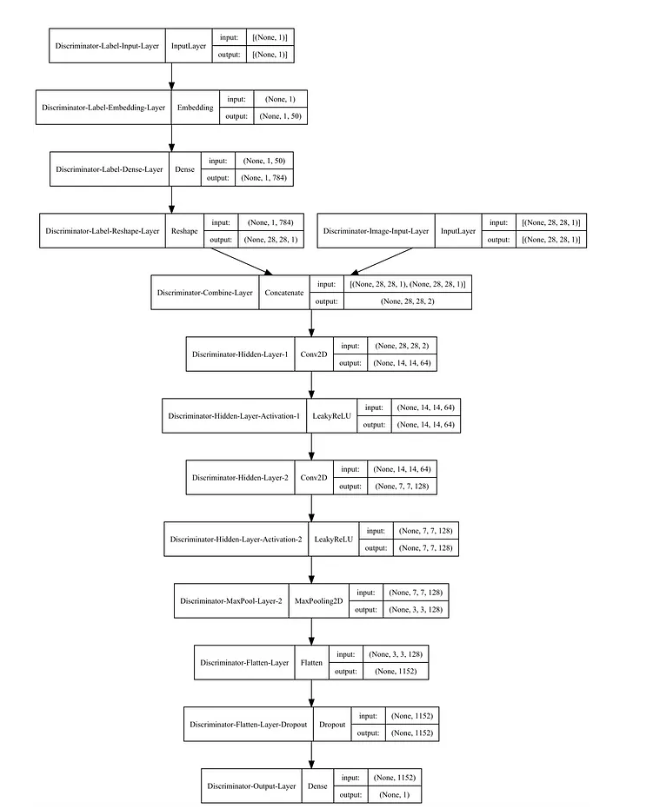 Discriminator-Label-Input-Layer InputLayer input: [(None, 1)]
output: [(None, 1)]
Discriminator-Label-Embedding-Layer Embedding input: (None, 1)
output: (None, 1, 50)
Discriminator-Label-Dense-Layer Dense input: (None, 1, 50)
output: (None, 1, 784)
Discriminator-Label-Reshape-Layer Reshape input: (None, 1, 784)
output: (None, 28, 28, 1)
Discriminator-Image-Input-Layer InputLayer input: [(None, 28, 28, 1)]
output: [(None, 28, 28, 1)]
Discriminator-Combine-Layer Concatenate input: [(None, 28, 28, 1), (None, 28, 28, 1)]
output: (None, 28, 28, 2)
Discriminator-Hidden-Layer-1 Conv2D input: (None, 28, 28, 2)
output: (None, 14, 14, 64)
Discriminator-Hidden-Layer-Activation-1 LeakyReLU input: (None, 14, 14, 64)
output: (None, 14, 14, 64)
Discriminator-Hidden-Layer-2 Conv2D input: (None, 14, 14, 64)
output: (None, 7, 7, 128)
Discriminator-Hidden-Layer-Activation-2 LeakyReLU input: (None, 7, 7, 128)
output: (None, 7, 7, 128)
Discriminator-MaxPool-Layer-2 MaxPooling2D input: (None, 7, 7, 128)
output: (None, 3, 3, 128)
Discriminator-Flatten-Layer Flatten input: (None, 3, 3, 128)
output: (None, 1152)
Discriminator-Flatten-Layer-Dropout Dropout input: (None, 1152)
output: (None, 1152)
Discriminator-Output-Layer Dense input: (None, 1152)
output: (None, 1)